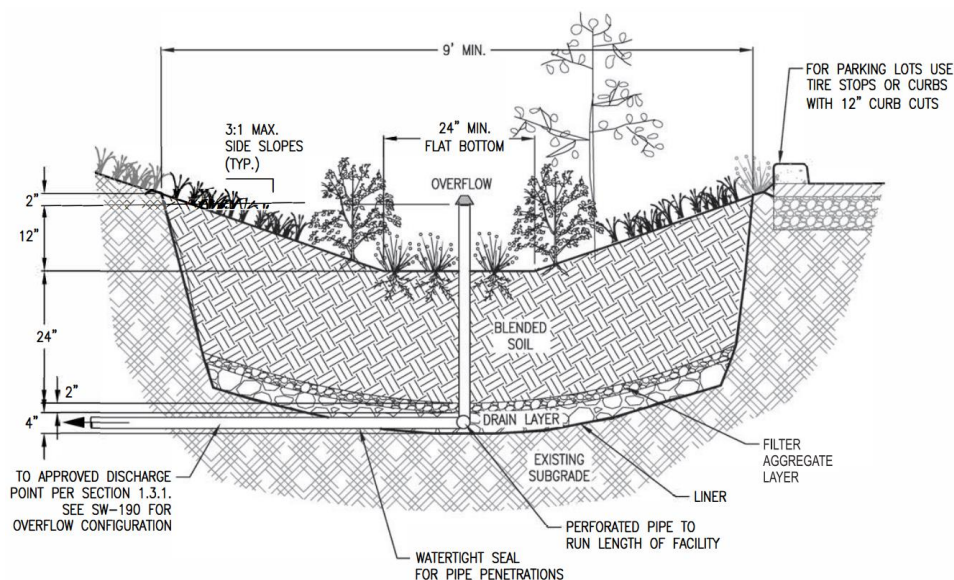 9' MIN.
FOR PARKING LOTS USE
TIRE STOPS OR CURBS
WITH 12" CURB CUTS
24" MIN.
FLAT BOTTOM
3:1 MAX.
SIDE SLOPES
(TYP.)
OVERFLOW
2"
12"
24"
2"
4"
BLENDED
SOIL
DRAIN LAYER
EXISTING
SUBGRADE
FILTER
AGGREGATE
LAYER
LINER
TO APPROVED DISCHARGE
POINT PER SECTION 1.3.1.
SEE SW-190 FOR
OVERFLOW CONFIGURATION
PERFORATED PIPE TO
RUN LENGTH OF FACILITY
WATERTIGHT SEAL
FOR PIPE PENETRATIONS